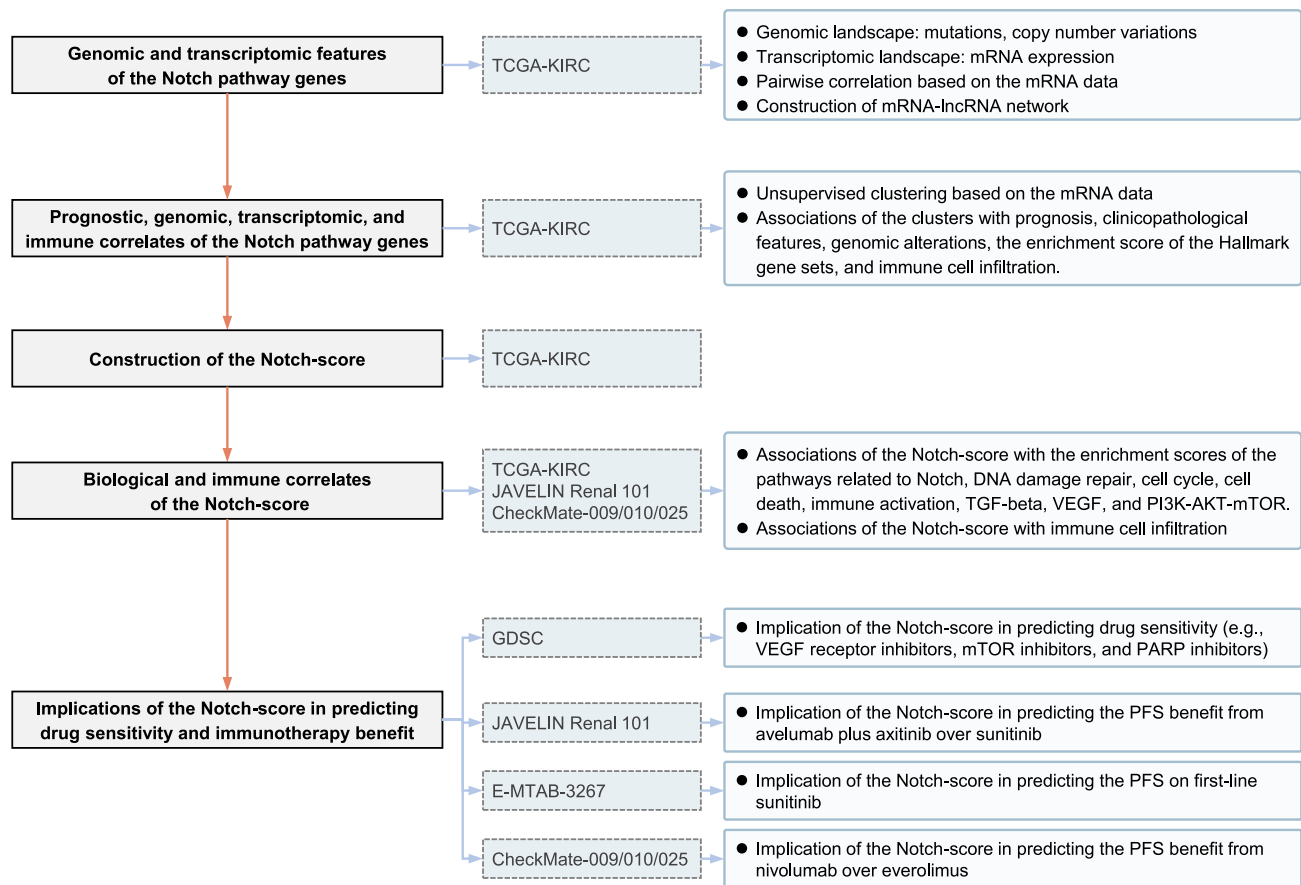 Genomic and transcriptomic features
of the Notch pathway genes
TCGA-KIRC
● Genomic landscape: mutations, copy number variations
● Transcriptomic landscape: mRNA expression
● Pairwise correlation based on the mRNA data
● Construction of mRNA-lncRNA network
Prognostic, genomic, transcriptomic, and
immune correlates of the Notch pathway genes
TCGA-KIRC
● Unsupervised clustering based on the mRNA data
● Associations of the clusters with prognosis, clinicopathological
features, genomic alterations, the enrichment score of the Hallmark
gene sets, and immune cell infiltration.
Construction of the Notch-score
TCGA-KIRC
Biological and immune correlates
of the Notch-score
TCGA-KIRC
JAVELIN Renal 101
CheckMate-009/010/025
● Associations of the Notch-score with the enrichment scores of the
pathways related to Notch, DNA damage repair, cell cycle, cell
death, immune activation, TGF-beta, VEGF, and PI3K-AKT-mTOR.
● Associations of the Notch-score with immune cell infiltration
Implications of the Notch-score in predicting
drug sensitivity and immunotherapy benefit
GDSC
● Implication of the Notch-score in predicting drug sensitivity (e.g.,
VEGF receptor inhibitors, mTOR inhibitors, and PARP inhibitors)
JAVELIN Renal 101
● Implication of the Notch-score in predicting the PFS benefit from
avelumab plus axitinib over sunitinib
E-MTAB-3267
● Implication of the Notch-score in predicting the PFS on first-line
sunitinib
CheckMate-009/010/025
● Implication of the Notch-score in predicting the PFS benefit from
nivolumab over everolimus